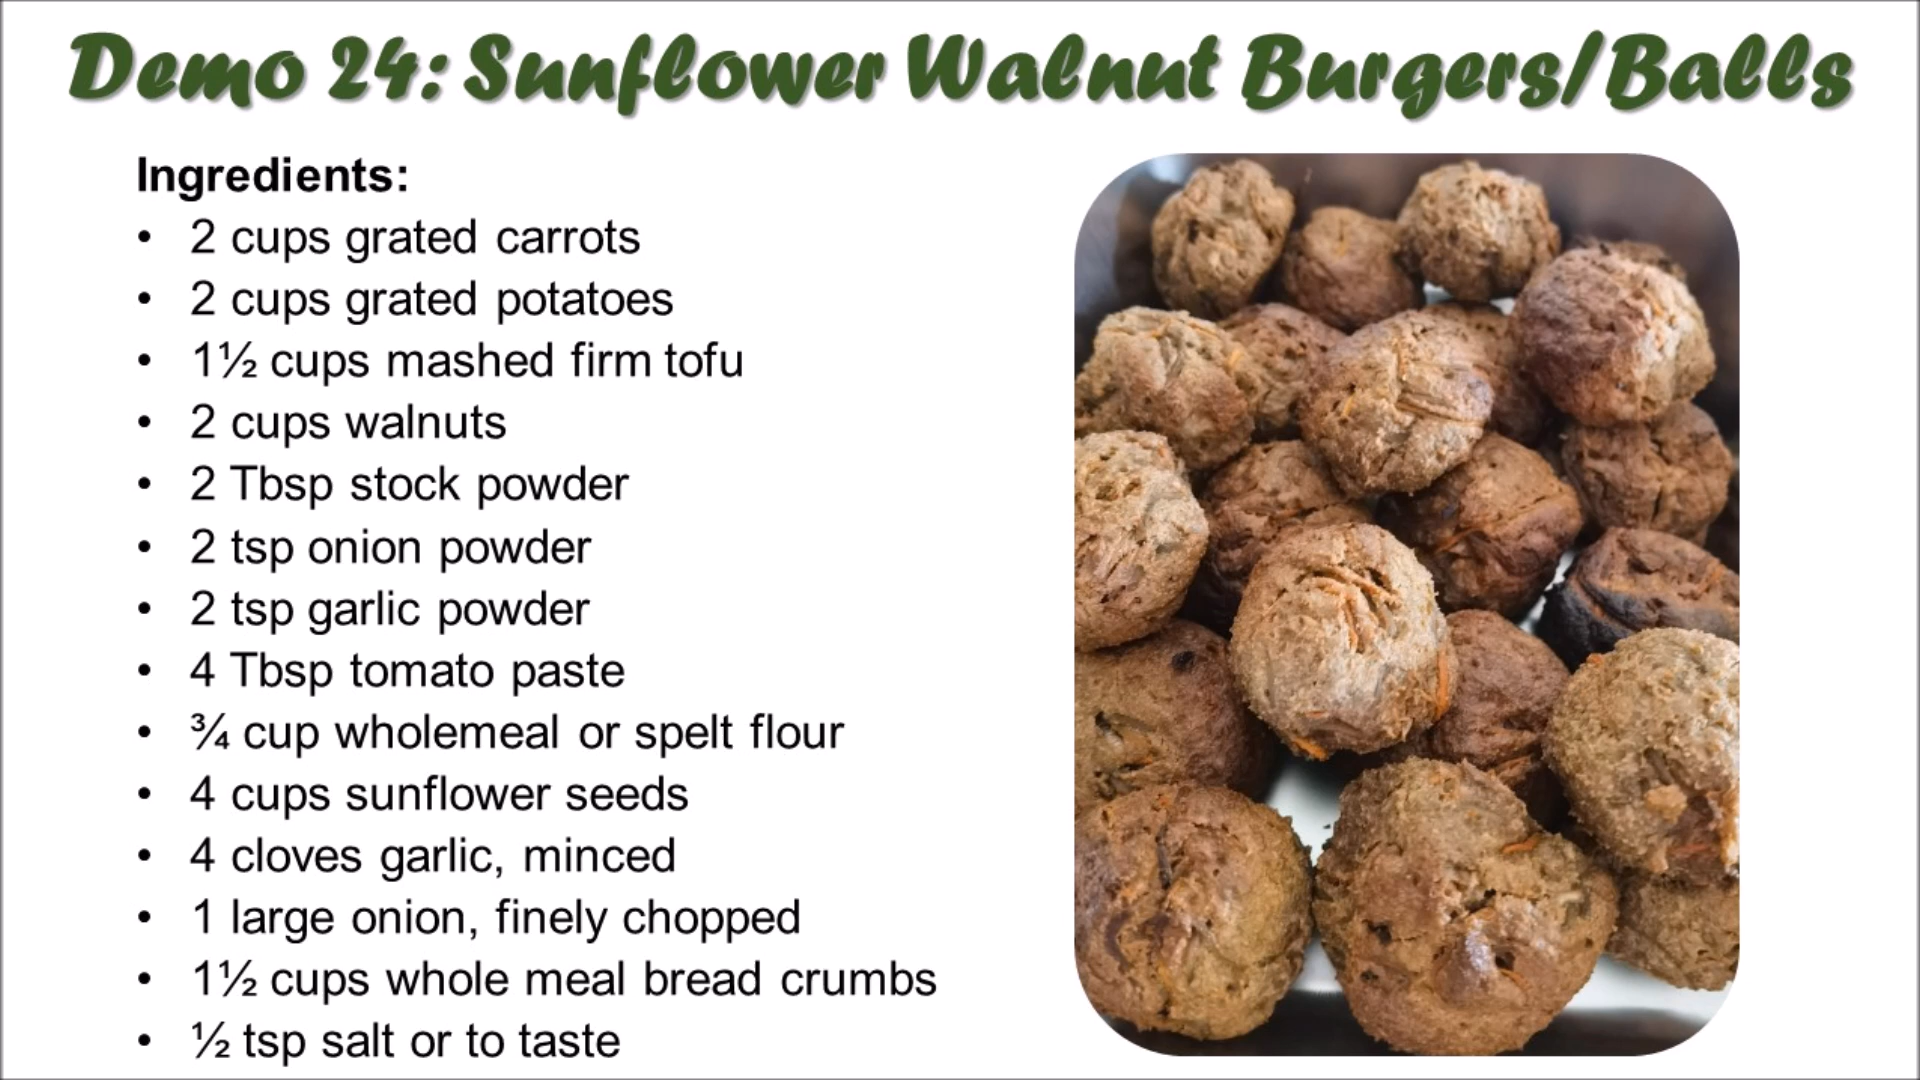 Demo 24: Sunflower Walnut Burgers/Balls
Ingredients:
• 2 cups grated carrots
• 2 cups grated potatoes
• 1½ cups mashed firm tofu
• 2 cups walnuts
• 2 Tbsp stock powder
• 2 tsp onion powder
• 2 tsp garlic powder
• 4 Tbsp tomato paste
• ¾ cup wholemeal or spelt flour
• 4 cups sunflower seeds
• 4 cloves garlic, minced
• 1 large onion, finely chopped
• 1½ cups whole meal bread crumbs
• ½ tsp salt or to taste